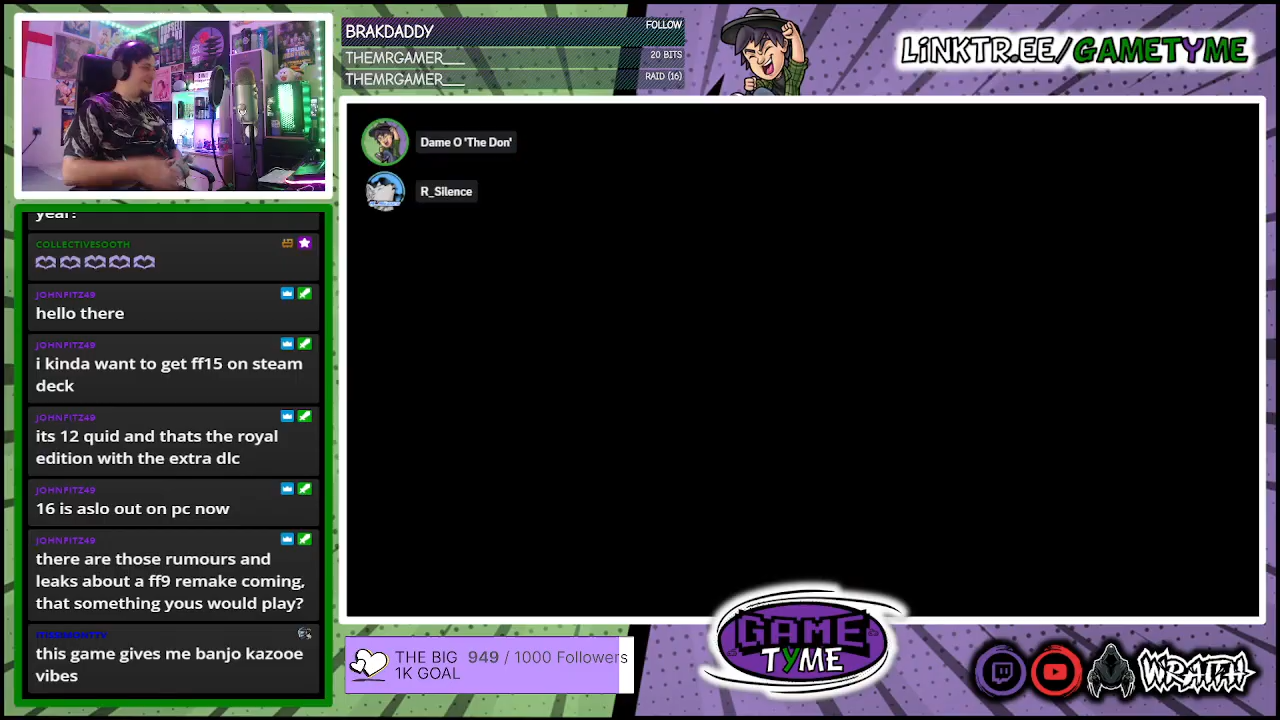 BRAKDADDY
FOLLOW
THEMRGAMER__
20 BITS
THEMRGAMER__
RAID (16)
LINKTR.EE/GAMETYME
Dame O 'The Don'
R_Silence
year?
COLLECTIVESOOTH
JOHNFITZ49
hello there
JOHNFITZ49
i kinda want to get ff15 on steam
deck
JOHNFITZ49
its 12 quid and thats the royal
edition with the extra dlc
JOHNFITZ49
16 is aslo out on pc now
JOHNFITZ49
there are those rumours and
leaks about a ff9 remake coming,
that something yous would play?
this game gives me banjo kazooe
vibes
THE BIG
1K GOAL
949 / 1000 Followers
GAME
TYME
WRAITH